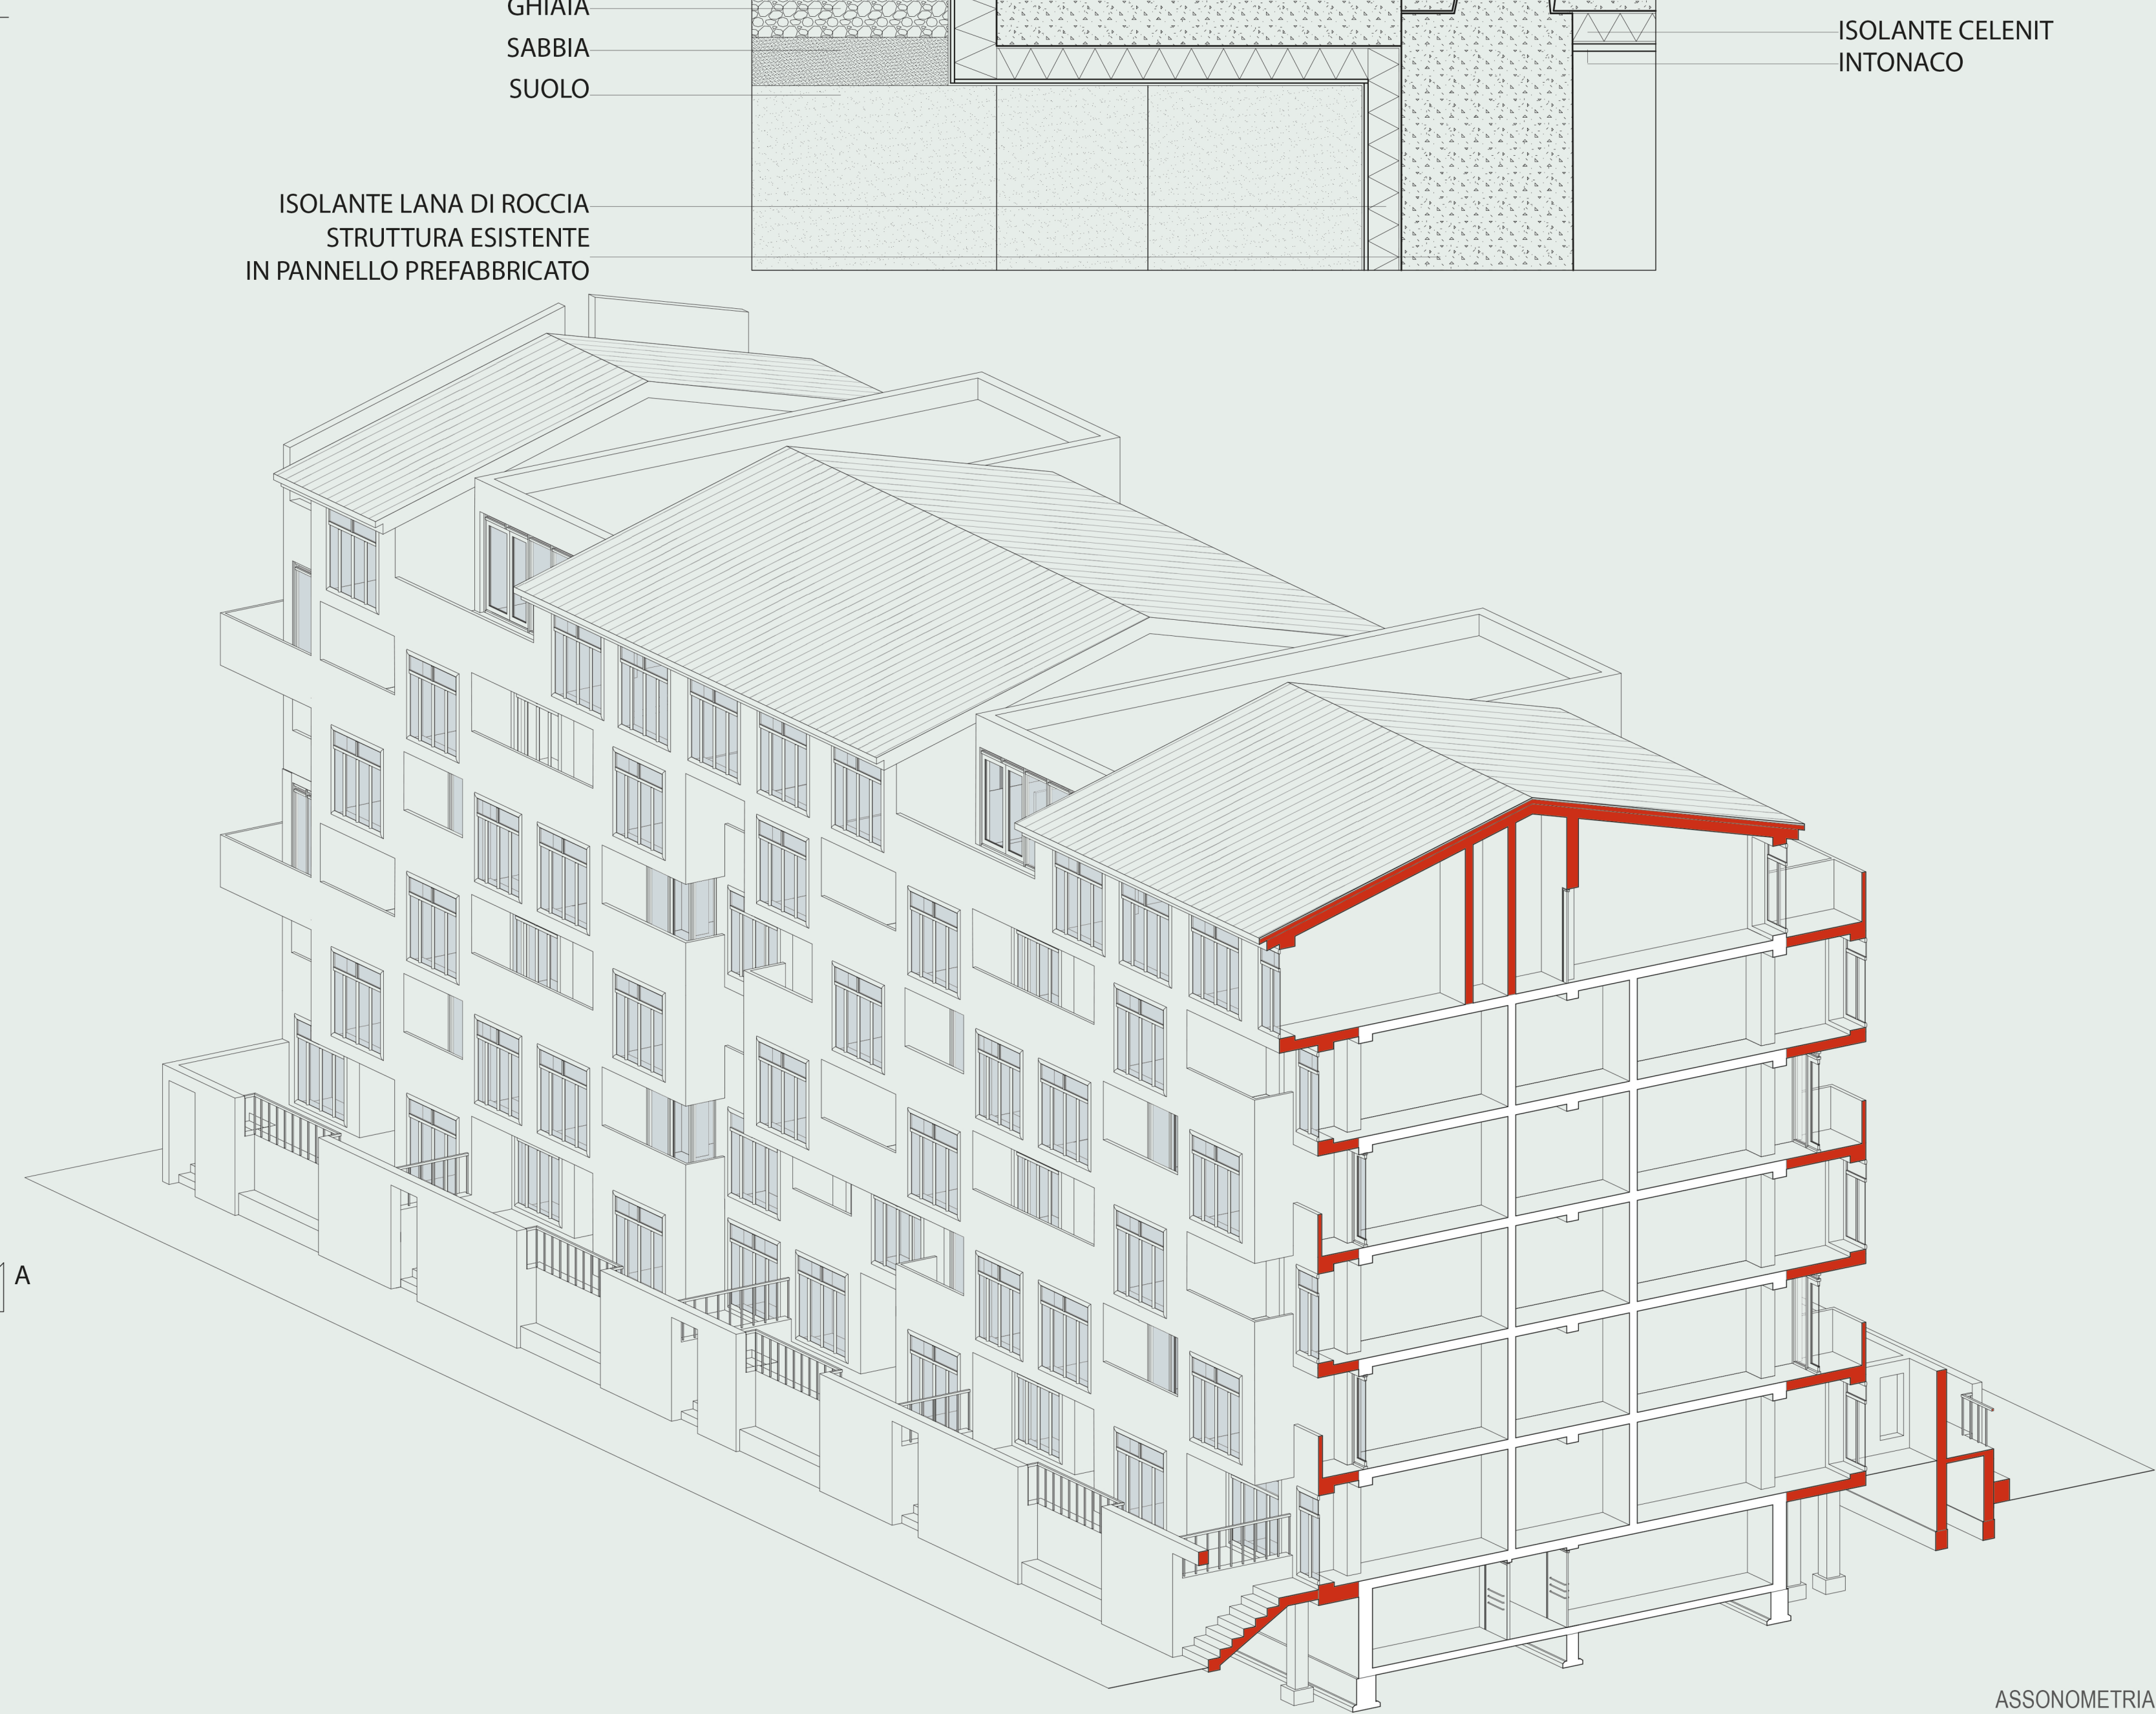 GHIAIA
SABBIA
SUOLO
ISOLANTE CELENIT
INTONACO
ISOLANTE LANA DI ROCCIA
STRUTTURA ESISTENTE
IN PANNELLO PREFABBRICATO
A
ASSONOMETRIA